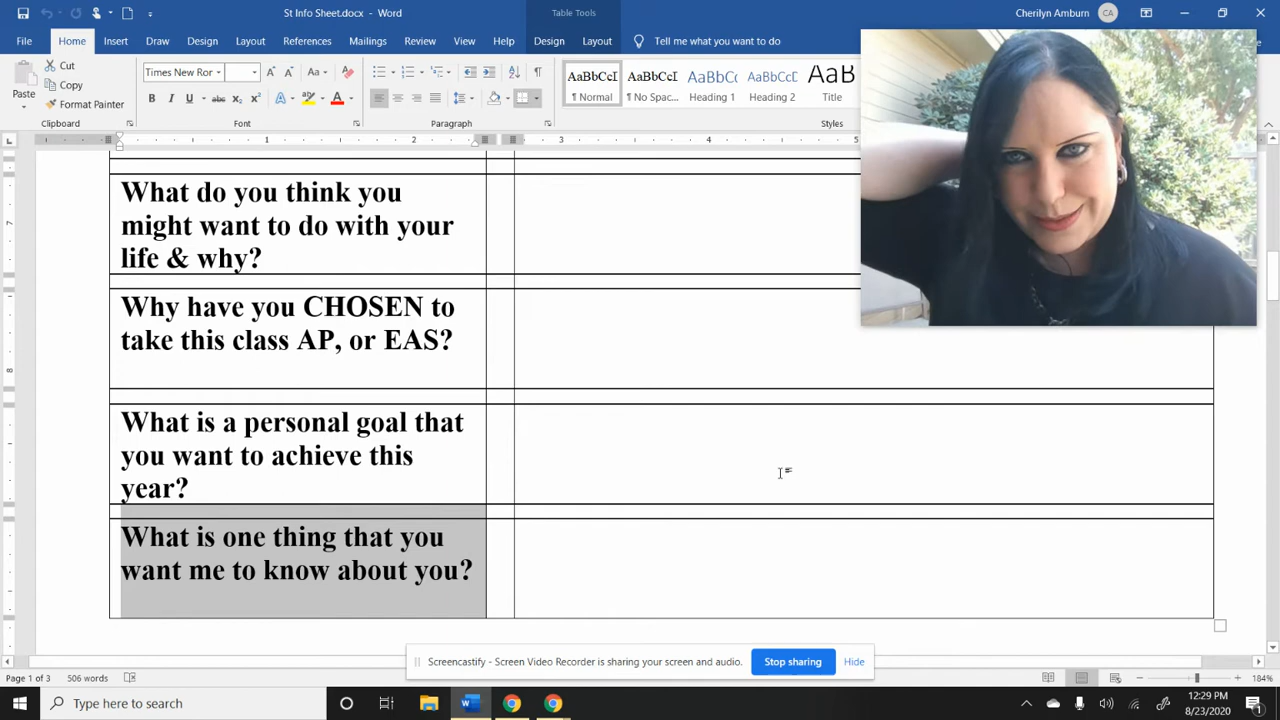 St Info Sheet.docx - Word
Table Tools
Cherilyn Amburn
CA
File Home Insert Draw Design Layout References Mailings Review View Help Design Layout Tell me what you want to do
Paste
Cut
Copy
Format Painter
Clipboard
Times New Ror
Font
Paragraph
AaBbCcI
¶ Normal
AaBbCcI
¶ No Spac...
AaBbC
Heading 1
AaBbCcI
Heading 2
AaB
Title
Styles
What do you think you
might want to do with your
life & why?
Why have you CHOSEN to
take this class AP, or EAS?
What is a personal goal that
you want to achieve this
year?
What is one thing that you
want me to know about you?
Screencastify - Screen Video Recorder is sharing your screen and audio.
Stop sharing
Hide
Page 1 of 3 506 words
184%
Type here to search
12:29 PM
8/23/2020